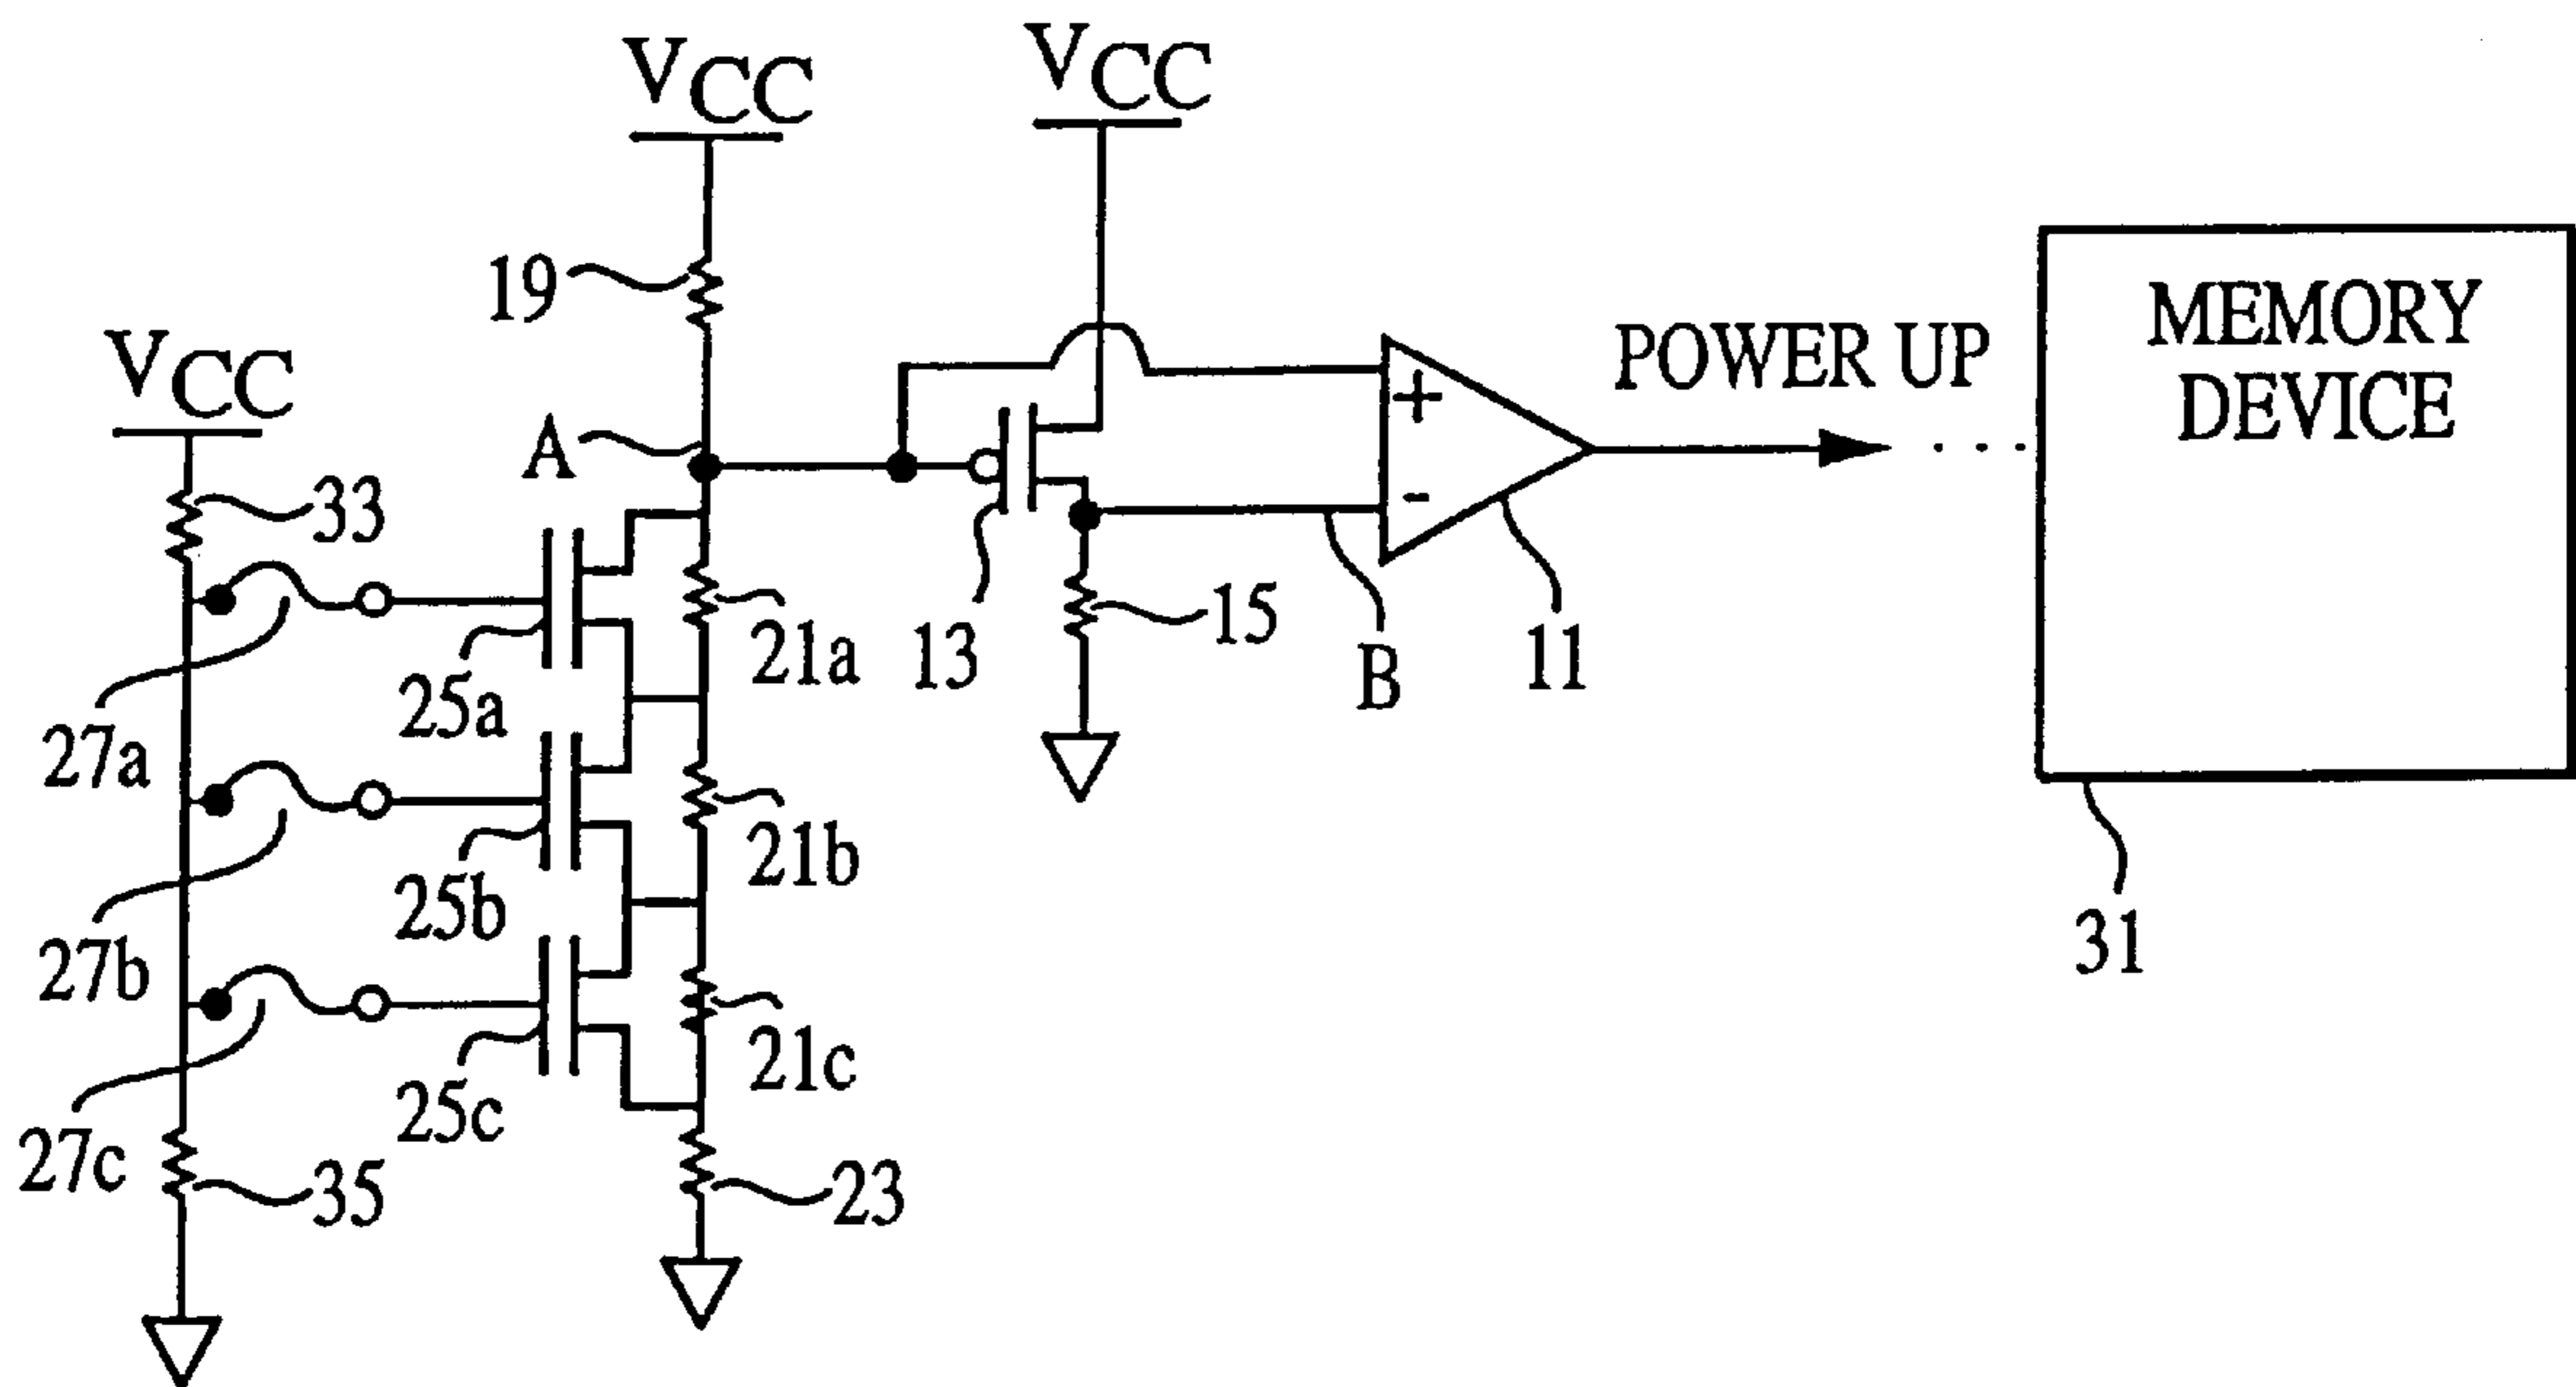 VCC
VCC
19
POWER UP
MEMORY
DEVICE
VCC
A
33
+
-
13
15
B
11
21a
25a
27a
21b
25b
27b
31
21c
25c
27c
35
23